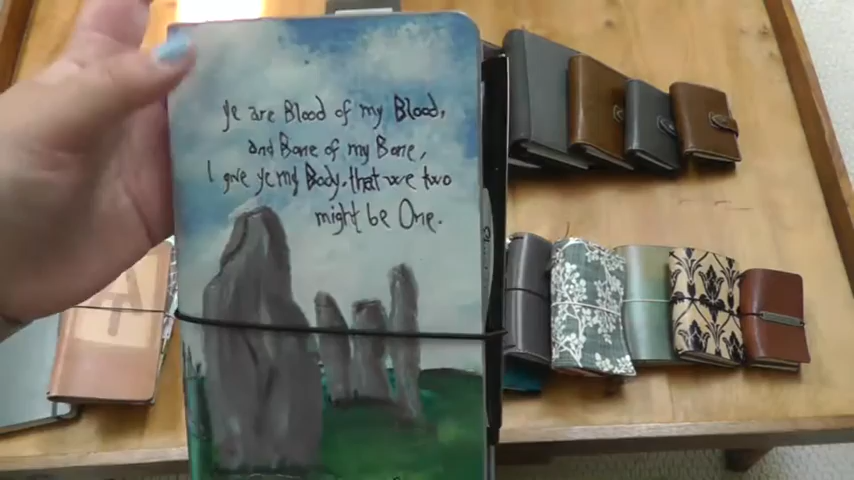 ye are Blood of my Blood,
and Bone of my Bone,
I give ye my Body, that we two
might be One.